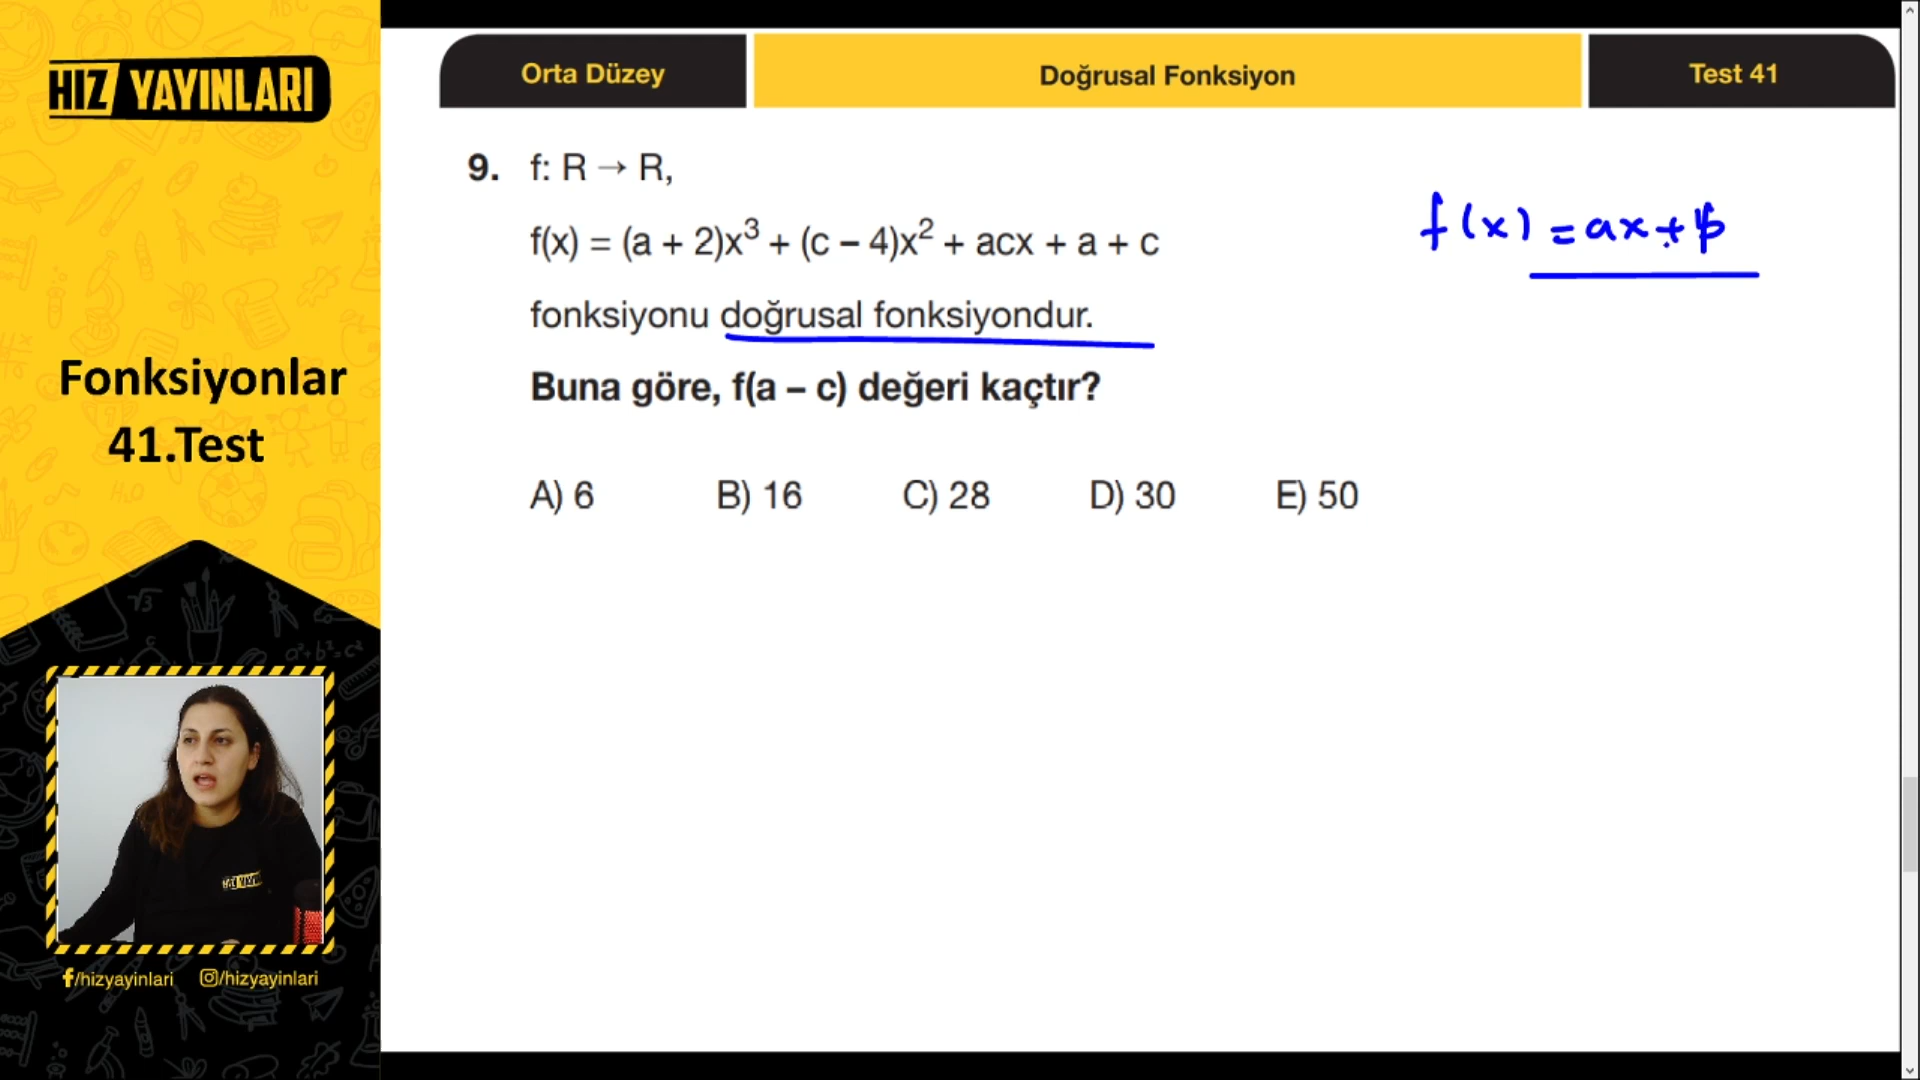 HIZ YAYINLARI
Fonksiyonlar
41.Test
f/hizyayinlari /hizyayinlari
Orta Düzey Doğrusal Fonksiyon Test 41
9. f: R → R,
f(x) = (a + 2)x³ + (c – 4)x² + acx + a + c
fonksiyonu doğrusal fonksiyondur.
Buna göre, f(a – c) değeri kaçtır?
A) 6 B) 16 C) 28 D) 30 E) 50
f(x) = ax+b